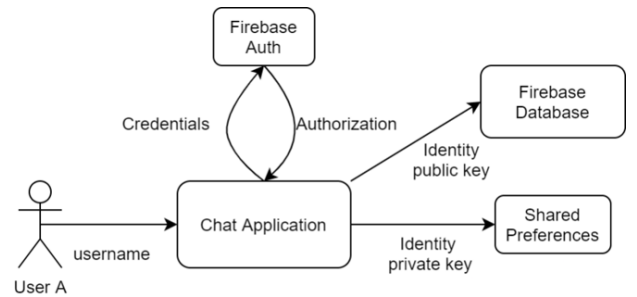 Firebase
Auth
Credentials
Authorization
Firebase
Database
Identity
public key
Chat Application
Shared
Preferences
username
Identity
private key
User A